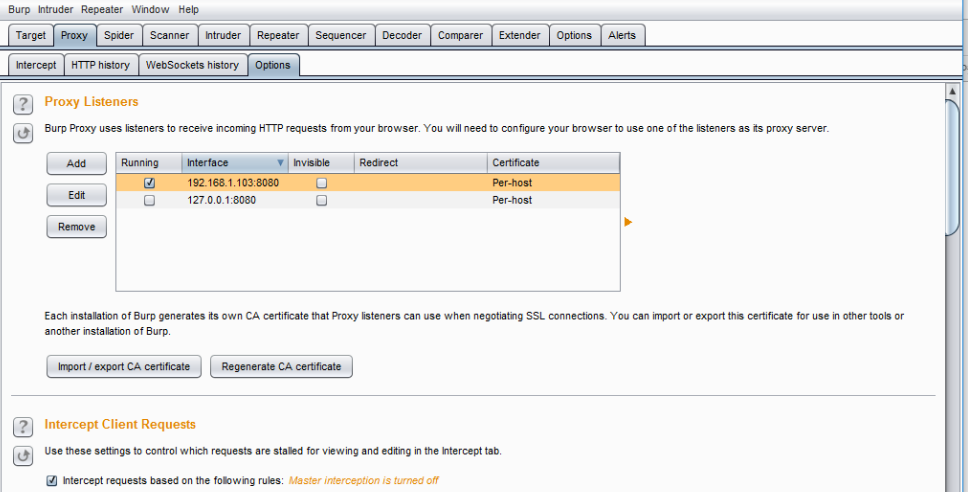 Burp Intruder Repeater Window Help
Target Proxy Spider Scanner Intruder Repeater Sequencer Decoder Comparer Extender Options Alerts
Intercept HTTP history WebSockets history Options
? Proxy Listeners
Burp Proxy uses listeners to receive incoming HTTP requests from your browser. You will need to configure your browser to use one of the listeners as its proxy server.
Add Running Interface Invisible Redirect Certificate
192.168.1.103:8080 Per-host
Edit 127.0.0.1:8080 Per-host
Remove
Each installation of Burp generates its own CA certificate that Proxy listeners can use when negotiating SSL connections. You can import or export this certificate for use in other tools or
another installation of Burp.
Import / export CA certificate Regenerate CA certificate
? Intercept Client Requests
Use these settings to control which requests are stalled for viewing and editing in the Intercept tab.
Intercept requests based on the following rules: Master interception is turned off